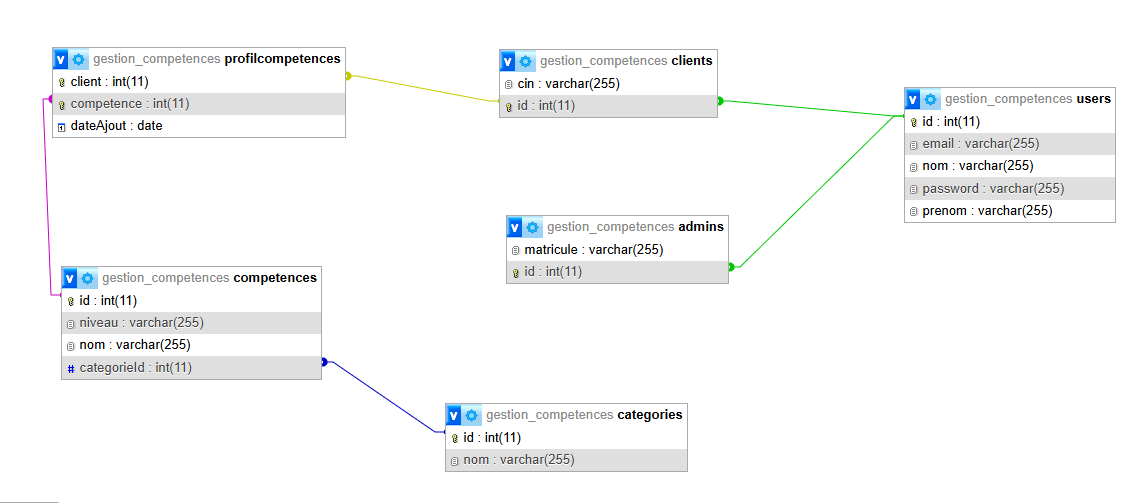 gestion_competences profilcompetences
client : int(11)
competence : int(11)
dateAjout : date
gestion_competences clients
cin : varchar(255)
id : int(11)
gestion_competences users
id : int(11)
email : varchar(255)
nom : varchar(255)
password : varchar(255)
prenom : varchar(255)
gestion_competences admins
matricule : varchar(255)
id : int(11)
gestion_competences competences
id : int(11)
niveau : varchar(255)
nom : varchar(255)
# categorieId : int(11)
gestion_competences categories
id : int(11)
nom : varchar(255)